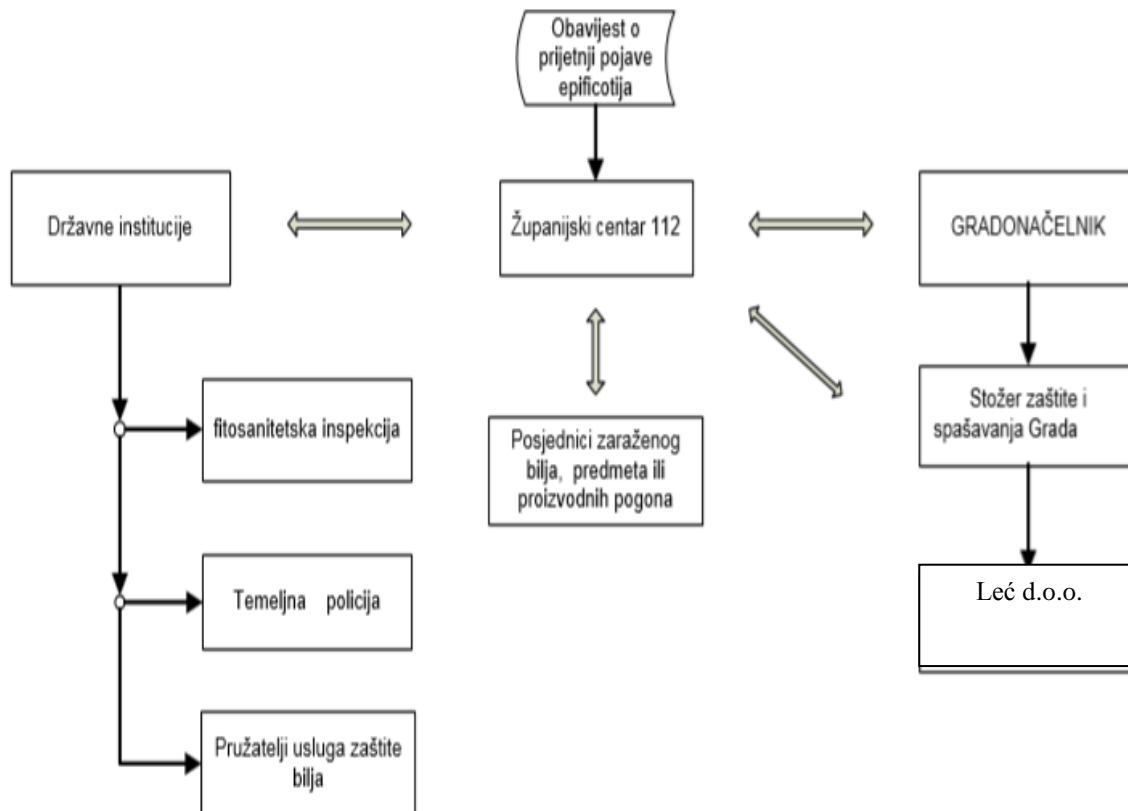 Obavijest o
prijetnji pojave
epificotija
Državne institucije
Županijski centar 112
GRADONAČELNIK
fitosanitetska inspekcija
Posjednici zaraženog
bilja, predmeta ili
proizvodnih pogona
Stožer zaštite i
spašavanja Grada
Temeljna policija
Leć d.o.o.
Pružatelji usluga zaštite
bilja